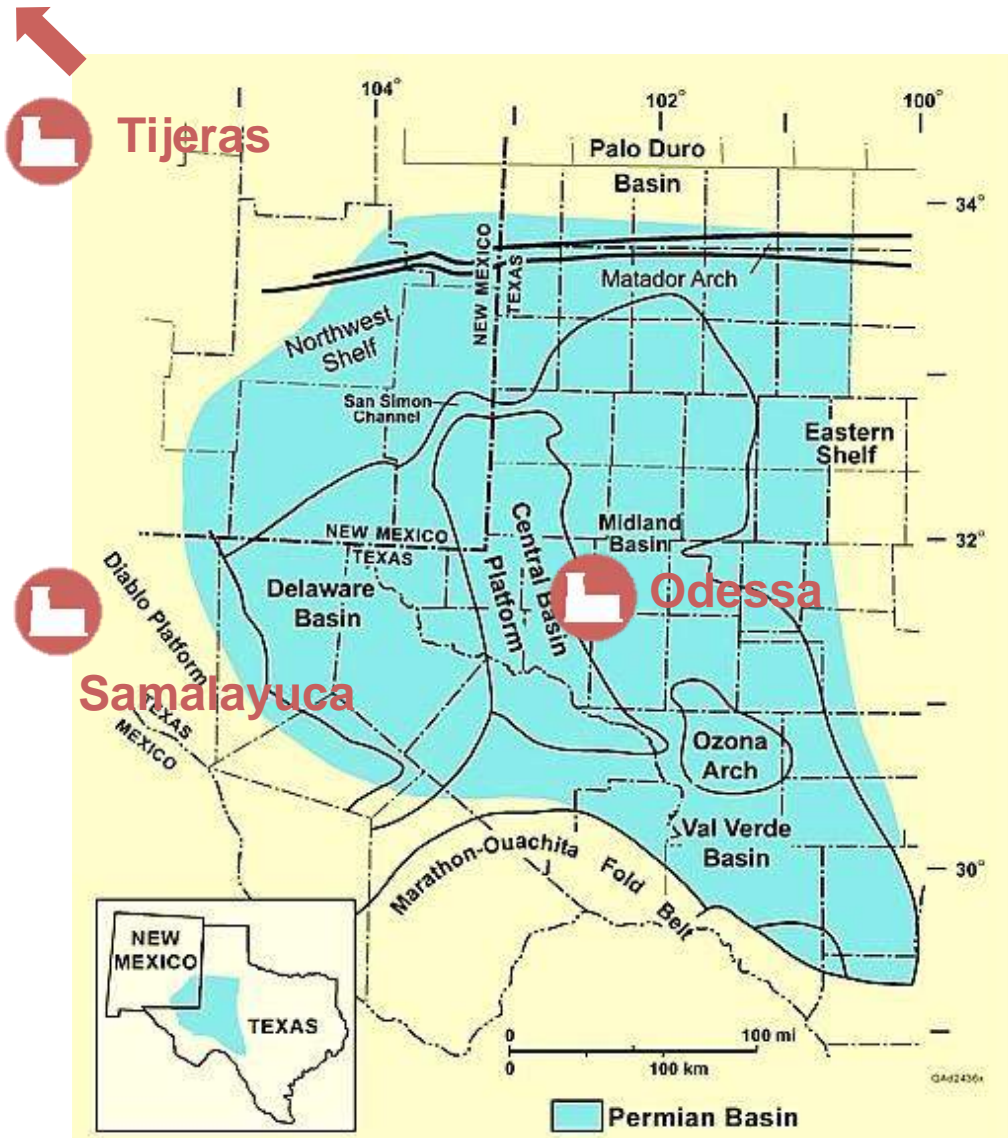 104°
102°
100°
Tijeras
Palo Duro
Basin
34°
NEW MEXICO
TEXAS
Matador Arch
Northwest
Shelf
San Simon
Channel
Eastern
Shelf
NEW MEXICO
TEXAS
Central Basin
Platform
Midland
Basin
32°
Diablo Platform
Delaware
Basin
Odessa
Samalayuca
TEXAS
MEXICO
Ozona
Arch
Val Verde
Basin
Marathon-Ouachita Fold Belt
30°
NEW
MEXICO
TEXAS
0 100 mi
0 100 km
QAd2436x
Permian Basin